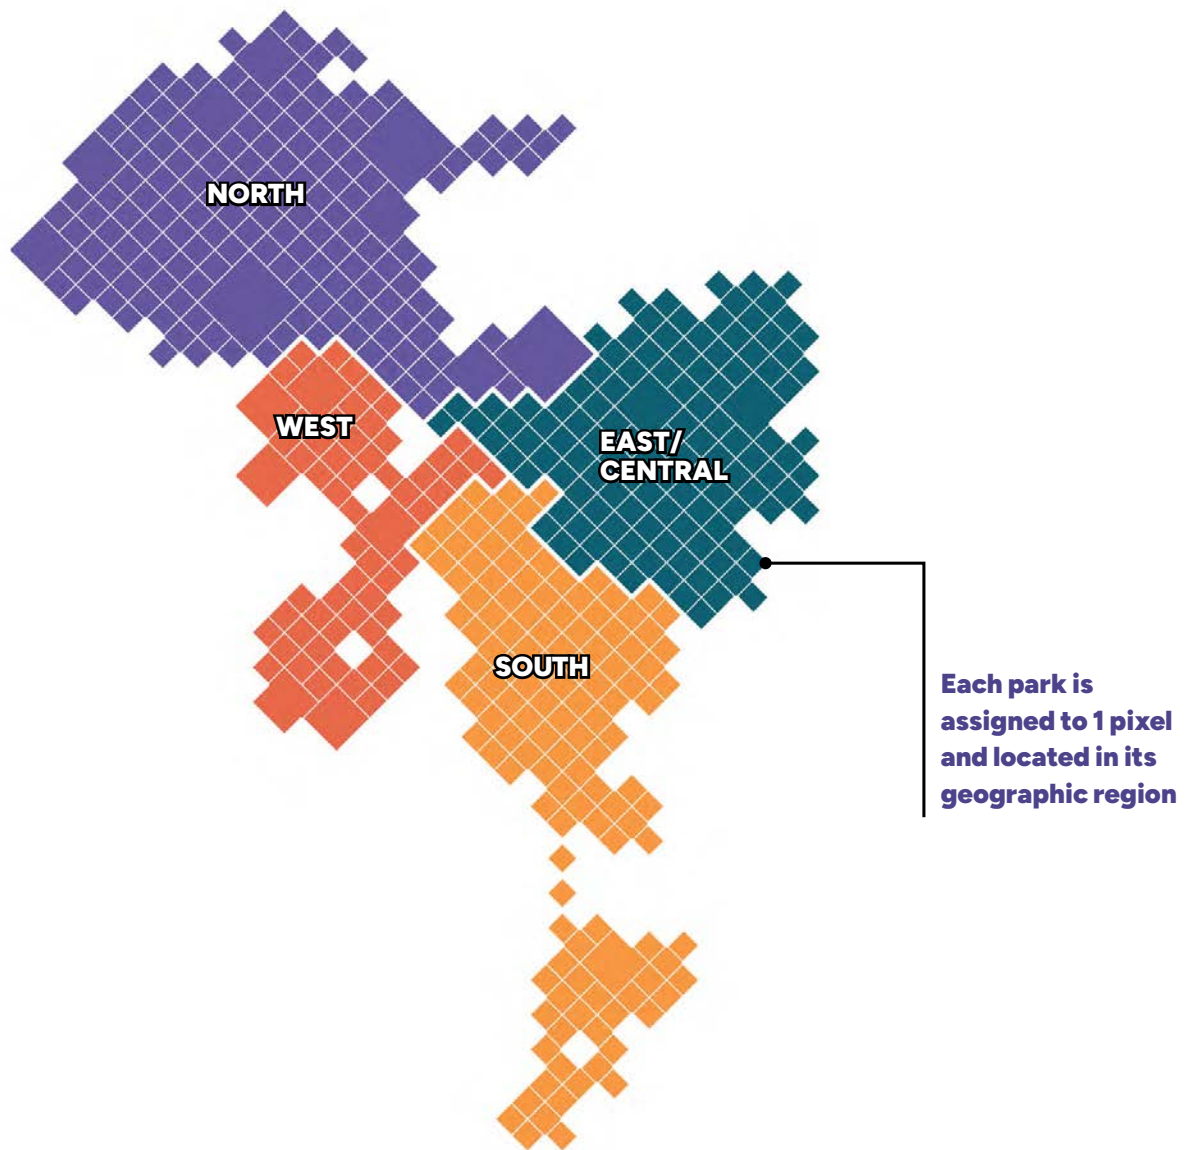 NORTH
WEST
EAST/
CENTRAL
SOUTH
Each park is
assigned to 1 pixel
and located in its
geographic region